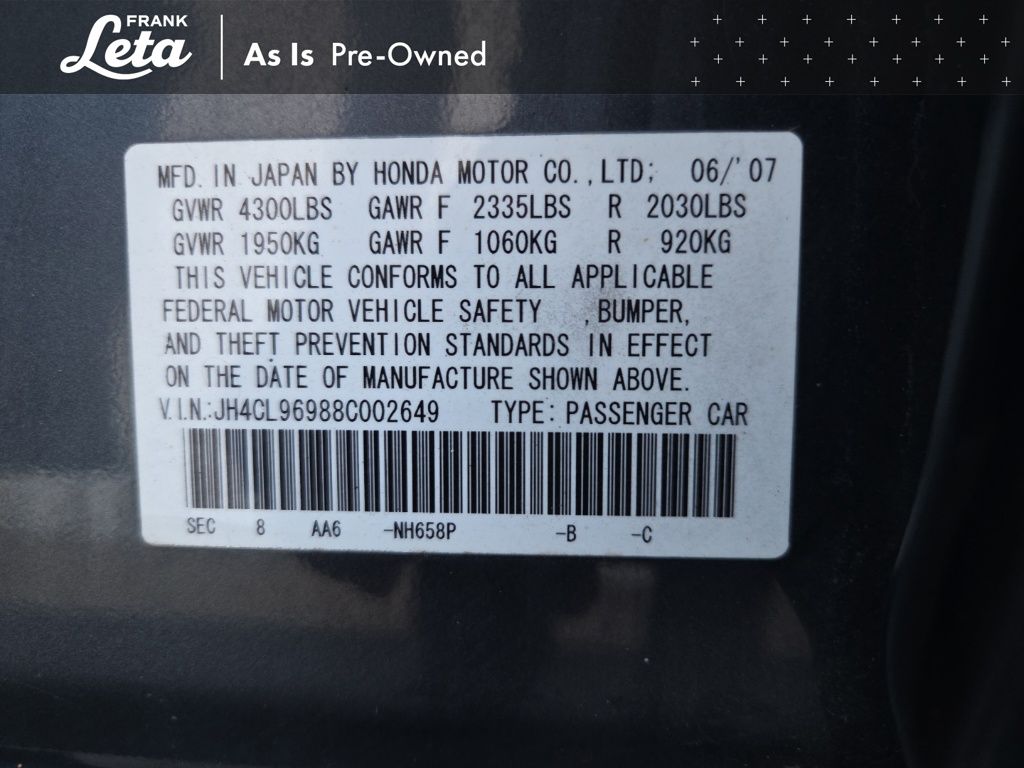 FRANK
Leta
As Is Pre-Owned
MFD. IN JAPAN BY HONDA MOTOR CO.,LTD; 06/'07
GVWR 4300LBS GAWR F 2335LBS R 2030LBS
GVWR 1950KG GAWR F 1060KG R 920KG
THIS VEHICLE CONFORMS TO ALL APPLICABLE
FEDERAL MOTOR VEHICLE SAFETY ,BUMPER,
AND THEFT PREVENTION STANDARDS IN EFFECT
ON THE DATE OF MANUFACTURE SHOWN ABOVE.
V.I.N.:JH4CL96988C002649 TYPE: PASSENGER CAR
SEC 8 AA6 -NH658P -B -C